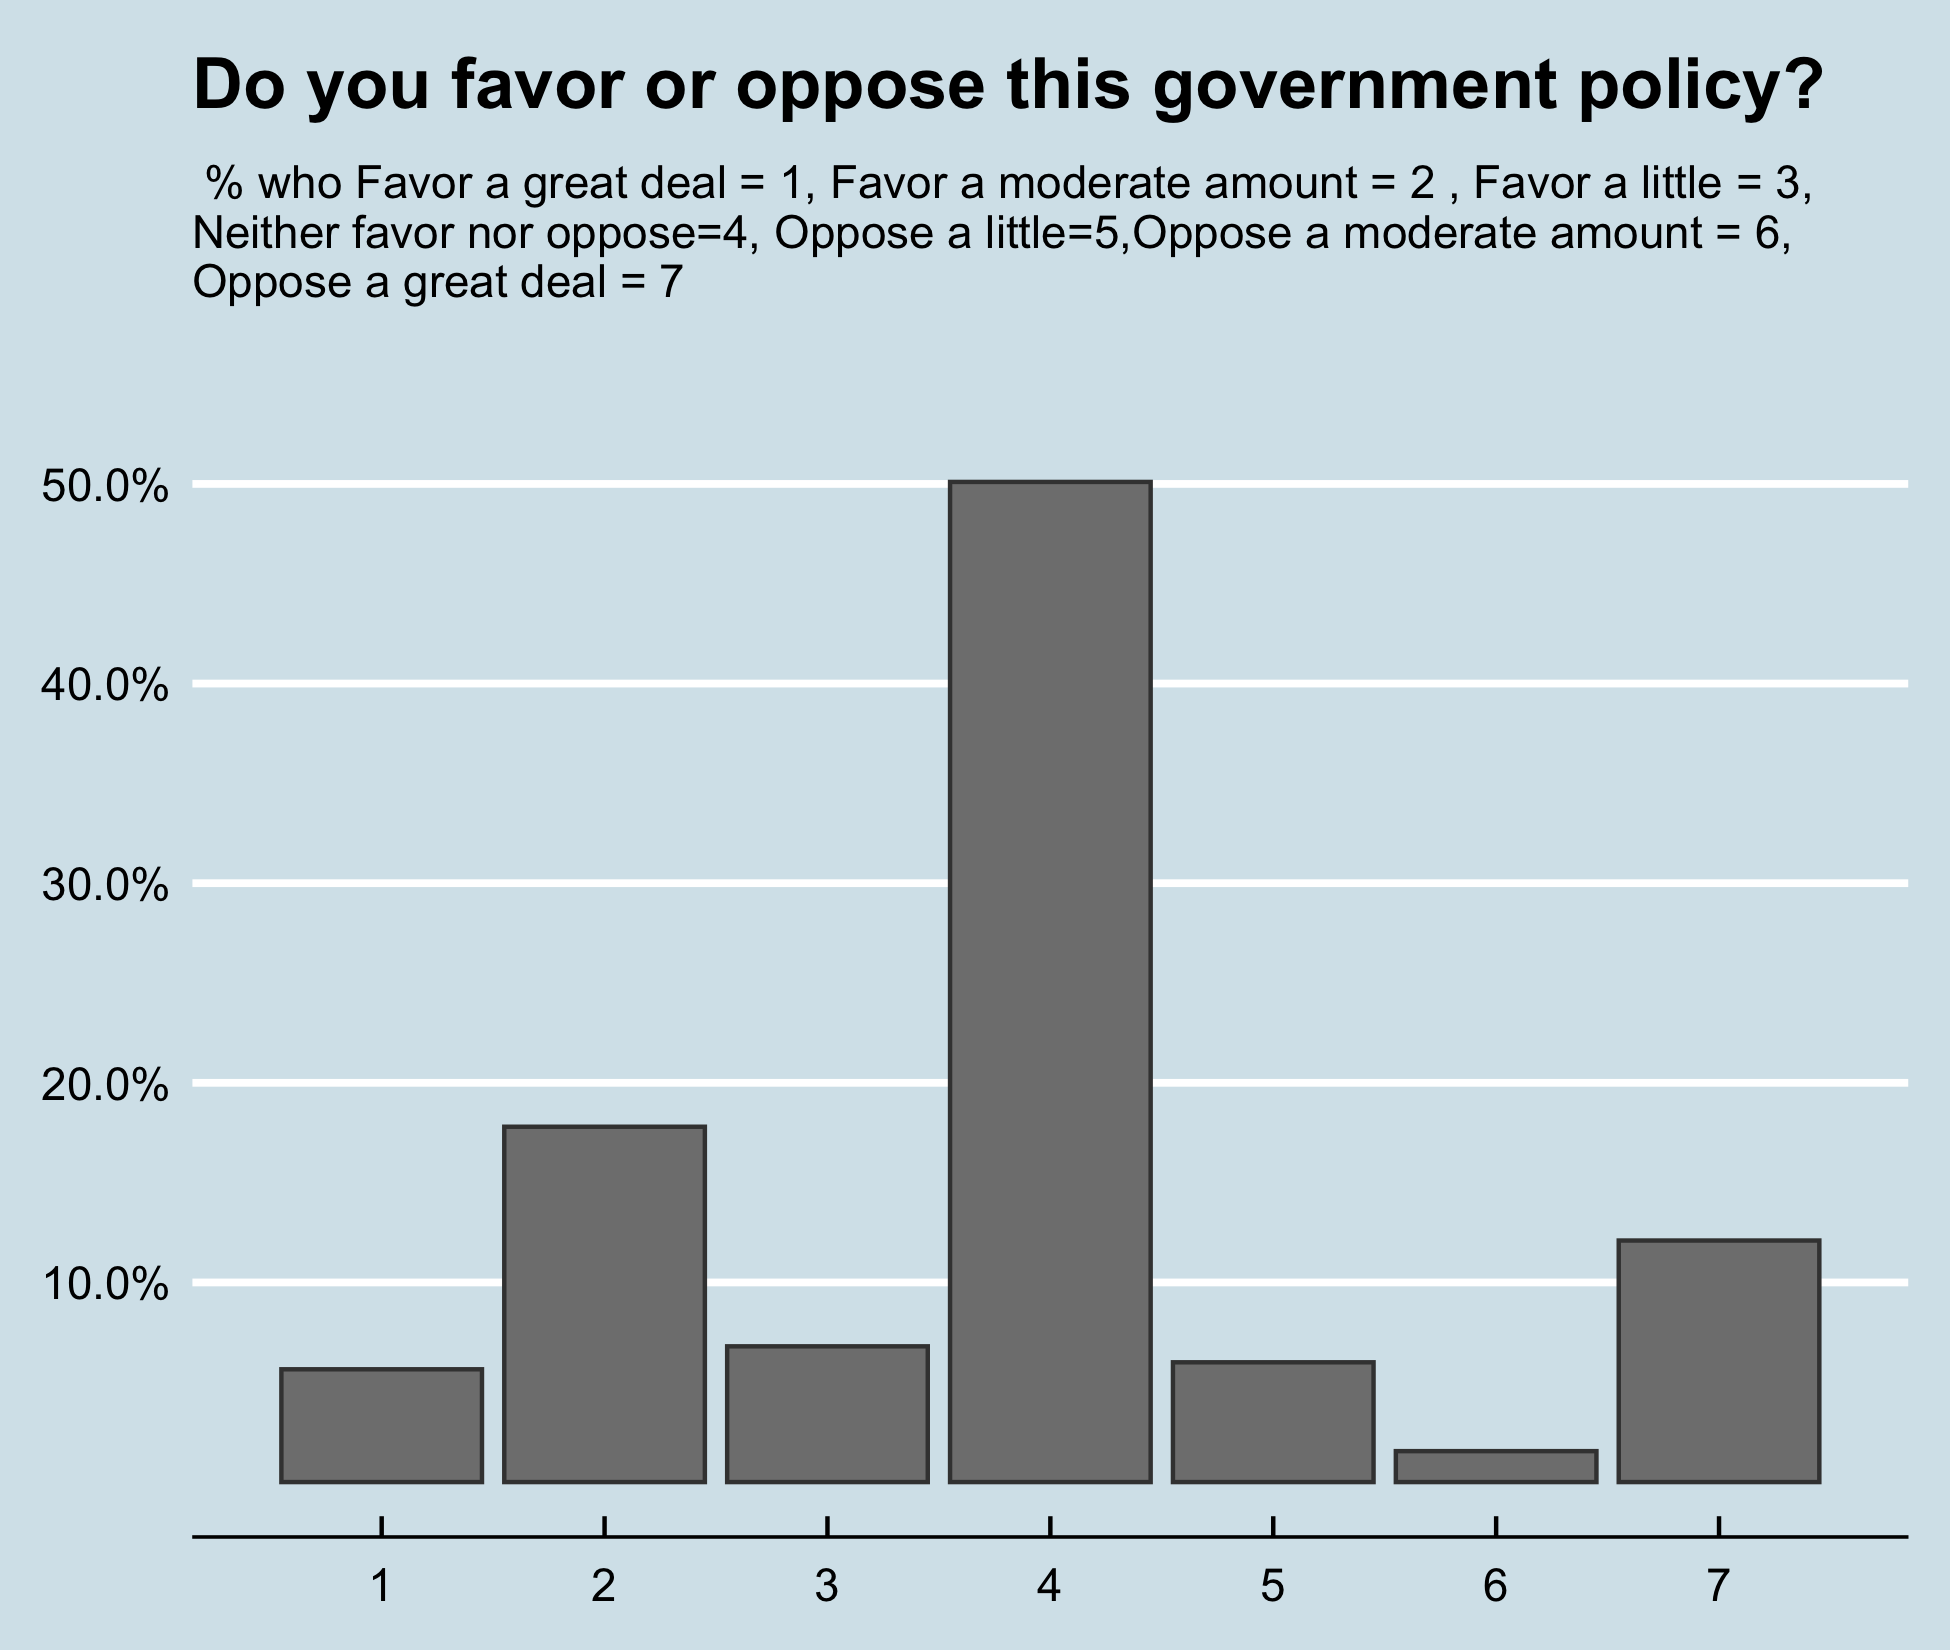 Do you favor or oppose this government policy?
% who Favor a great deal = 1, Favor a moderate amount = 2 , Favor a little = 3,
Neither favor nor oppose=4, Oppose a little=5,Oppose a moderate amount = 6,
Oppose a great deal = 7
50.0%
40.0%
30.0%
20.0%
10.0%
1 2 3 4 5 6 7